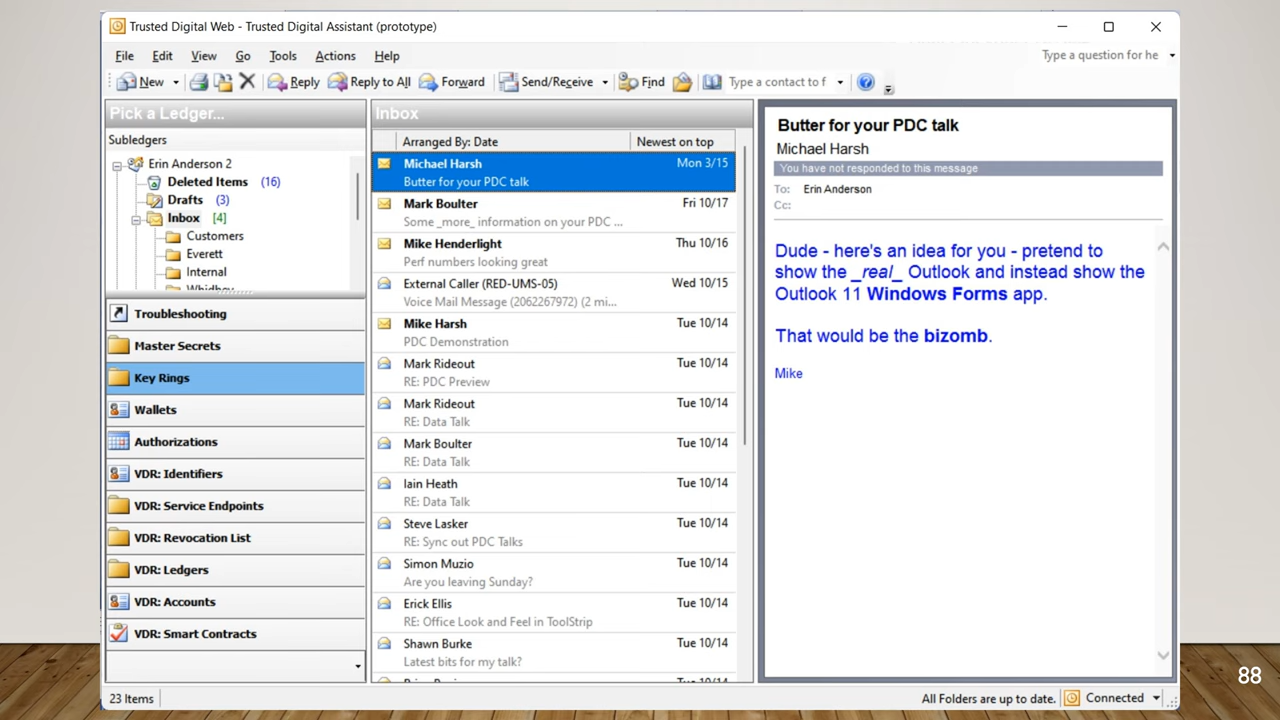 Trusted Digital Web - Trusted Digital Assistant (prototype)
File Edit View Go Tools Actions Help
Type a question for he
New Reply Reply to All Forward Send/Receive Find Type a contact to f
Pick a Ledger...
Subledgers
Erin Anderson 2
Deleted Items (16)
Drafts (3)
Inbox [4]
Customers
Everett
Internal
Whidbey
Troubleshooting
Master Secrets
Key Rings
Wallets
Authorizations
VDR: Identifiers
VDR: Service Endpoints
VDR: Revocation List
VDR: Ledgers
VDR: Accounts
VDR: Smart Contracts
Inbox
Arranged By: Date Newest on top
Michael Harsh Mon 3/15
Butter for your PDC talk
Mark Boulter Fri 10/17
Some _more_ information on your PDC ...
Mike Henderlight Thu 10/16
Perf numbers looking great
External Caller (RED-UMS-05) Wed 10/15
Voice Mail Message (2062267972) (2 mi...
Mike Harsh Tue 10/14
PDC Demonstration
Mark Rideout Tue 10/14
RE: PDC Preview
Mark Rideout Tue 10/14
RE: Data Talk
Mark Boulter Tue 10/14
RE: Data Talk
Iain Heath Tue 10/14
RE: Data Talk
Steve Lasker Tue 10/14
RE: Sync out PDC Talks
Simon Muzio Tue 10/14
Are you leaving Sunday?
Erick Ellis Tue 10/14
RE: Office Look and Feel in ToolStrip
Shawn Burke Tue 10/14
Latest bits for my talk?
Tue 10/14
Butter for your PDC talk
Michael Harsh
You have not responded to this message
To: Erin Anderson
Cc:
Dude - here's an idea for you - pretend to
show the _real_ Outlook and instead show the
Outlook 11 Windows Forms app.
That would be the bizomb.
Mike
23 Items
All Folders are up to date. Connected
88